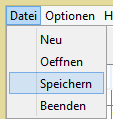 Datei Optionen H
Neu
Oeffnen
Speichern
Beenden